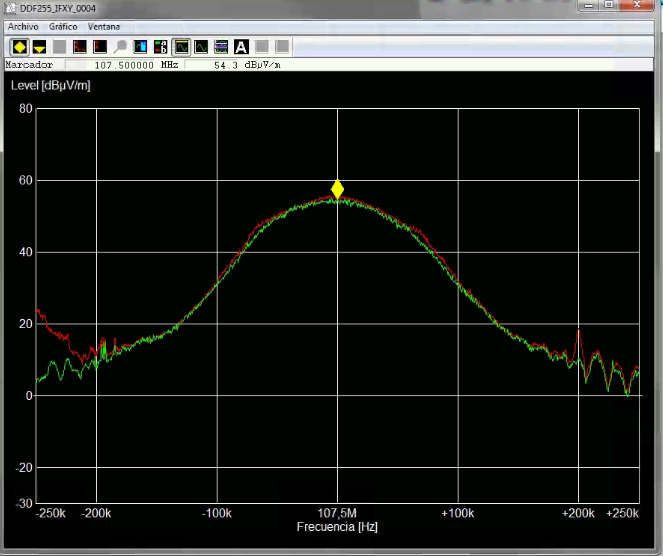 DDF255_JFXY_0004
Archivo Gráfico Ventana
A
Marcador 107.500000 MHz 54.3 dBµV/m
Level [dBµV/m]
80
60
40
20
0
-20
-30
-250k -200k -100k 107,5M +100k +200k +250k
Frecuencia [Hz]